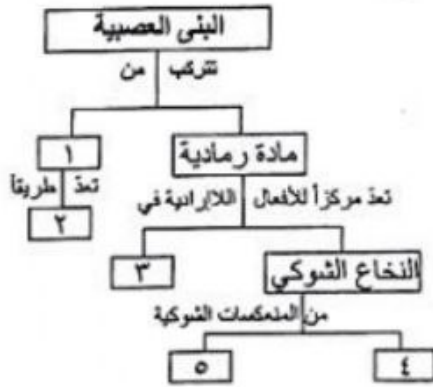 البنى العصبية
تتركب من
١ مادة رمادية
تعدّ طريقاً
تعدّ مركزاً للأفعال اللاإرادية في
٢
٣ النخاع الشوكي
من المنعكسات الشوكية
٥ ٤